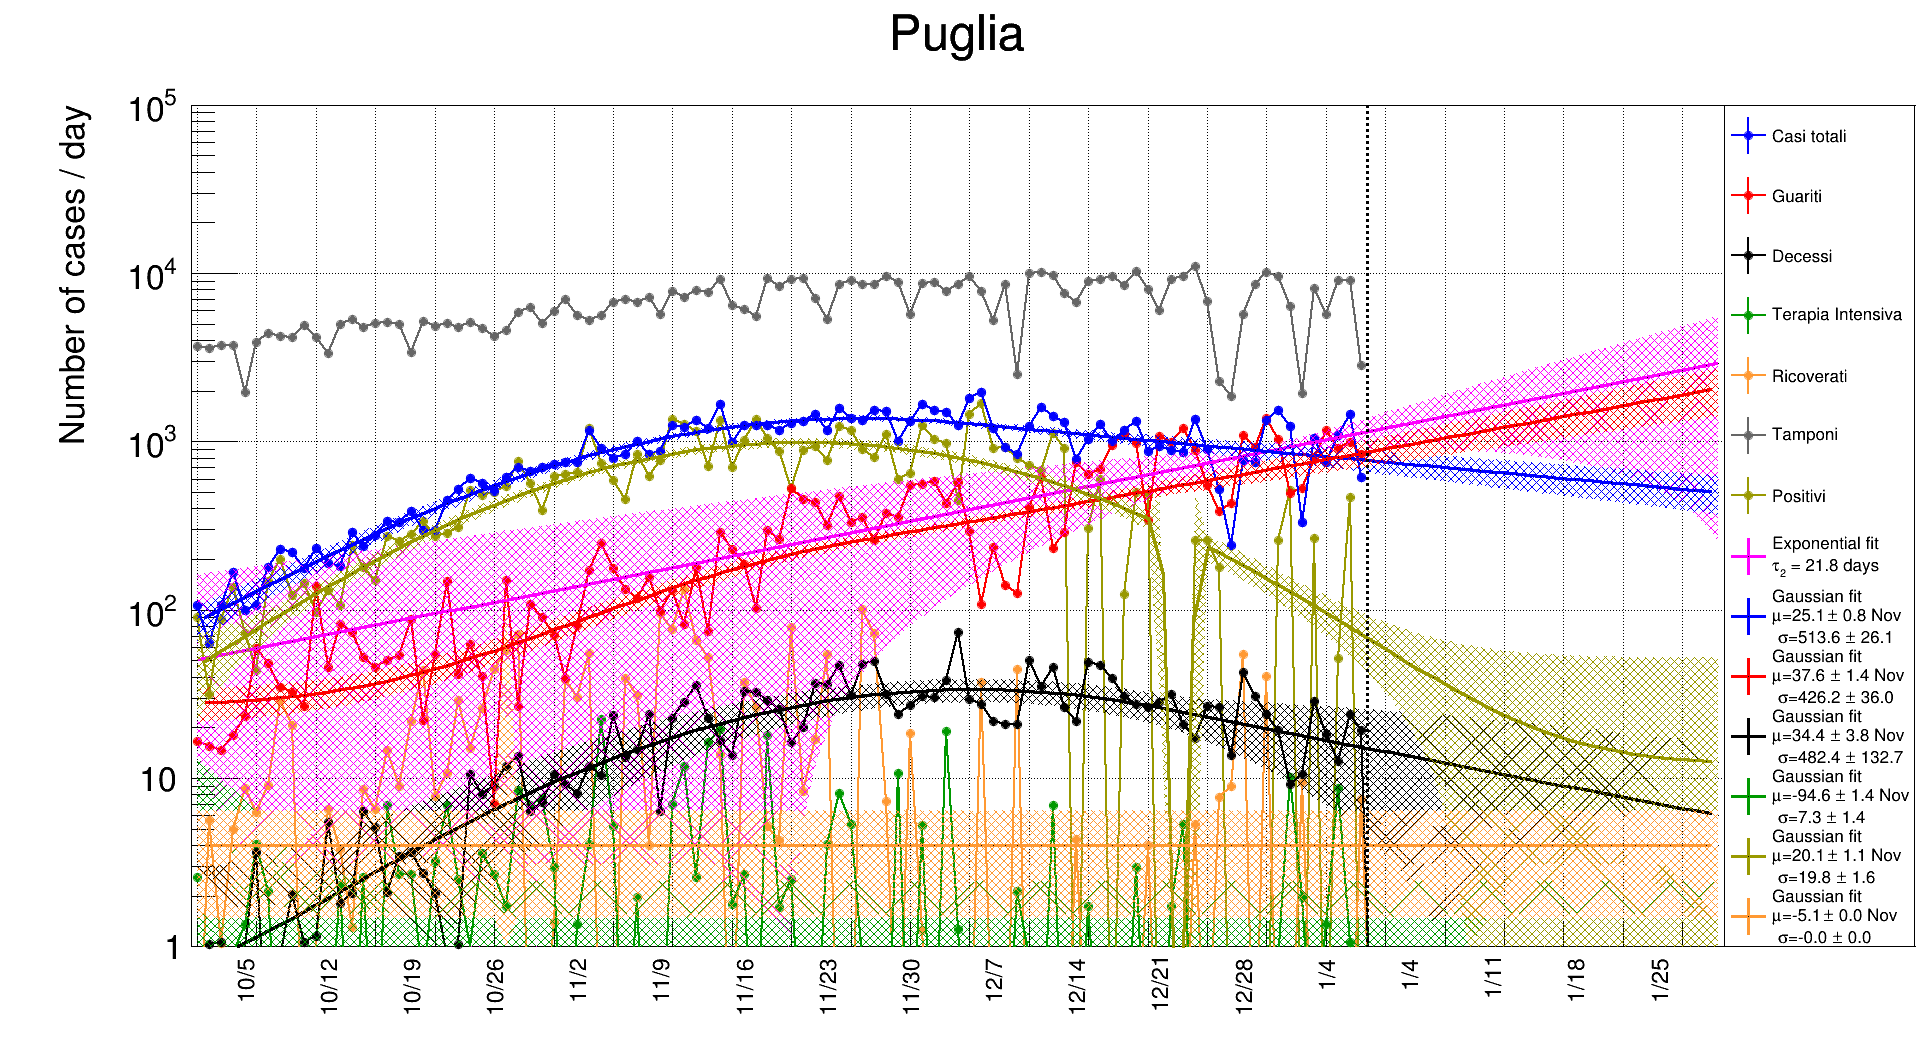 Puglia
Number of cases / day
10^5
10^4
10^3
10^2
10
1
10/5 10/12 10/19 10/26 11/2 11/9 11/16 11/23 11/30 12/7 12/14 12/21 12/28 1/4 1/4 1/11 1/18 1/25
Casi totali
Guariti
Decessi
Terapia Intensiva
Ricoverati
Tamponi
Positivi
Exponential fit
τ_2 = 21.8 days
Gaussian fit
μ=25.1 ± 0.8 Nov
σ=513.6 ± 26.1
Gaussian fit
μ=37.6 ± 1.4 Nov
σ=426.2 ± 36.0
Gaussian fit
μ=34.4 ± 3.8 Nov
σ=482.4 ± 132.7
Gaussian fit
μ=-94.6 ± 1.4 Nov
σ=7.3 ± 1.4
Gaussian fit
μ=20.1 ± 1.1 Nov
σ=19.8 ± 1.6
Gaussian fit
μ=-5.1 ± 0.0 Nov
σ=-0.0 ± 0.0